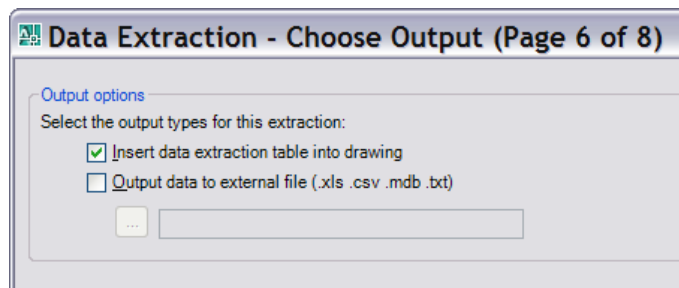 Data Extraction - Choose Output (Page 6 of 8)
Output options
Select the output types for this extraction:
Insert data extraction table into drawing
Output data to external file (.xls .csv .mdb .txt)
...